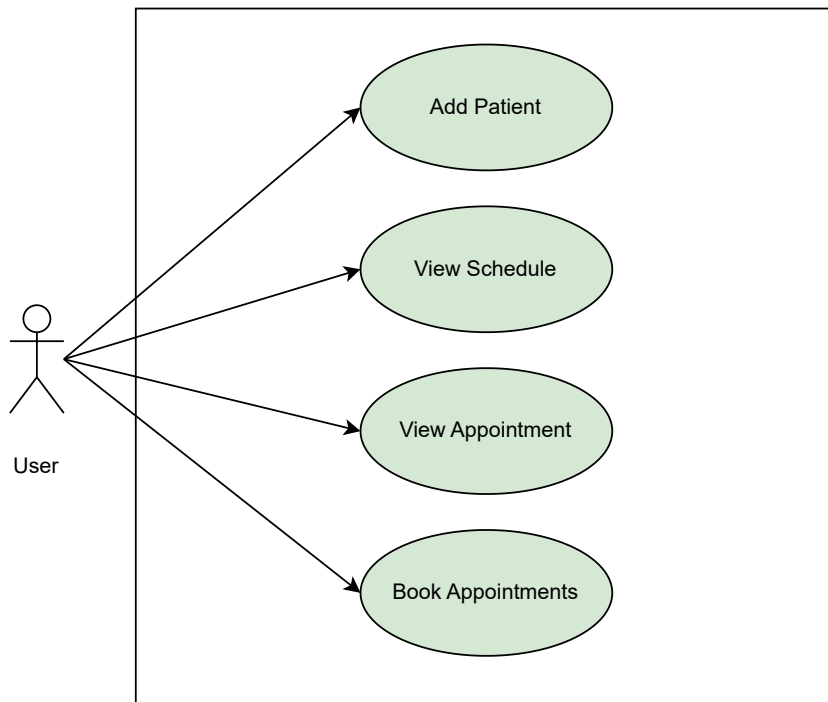 Add Patient
View Schedule
View Appointment
User
Book Appointments